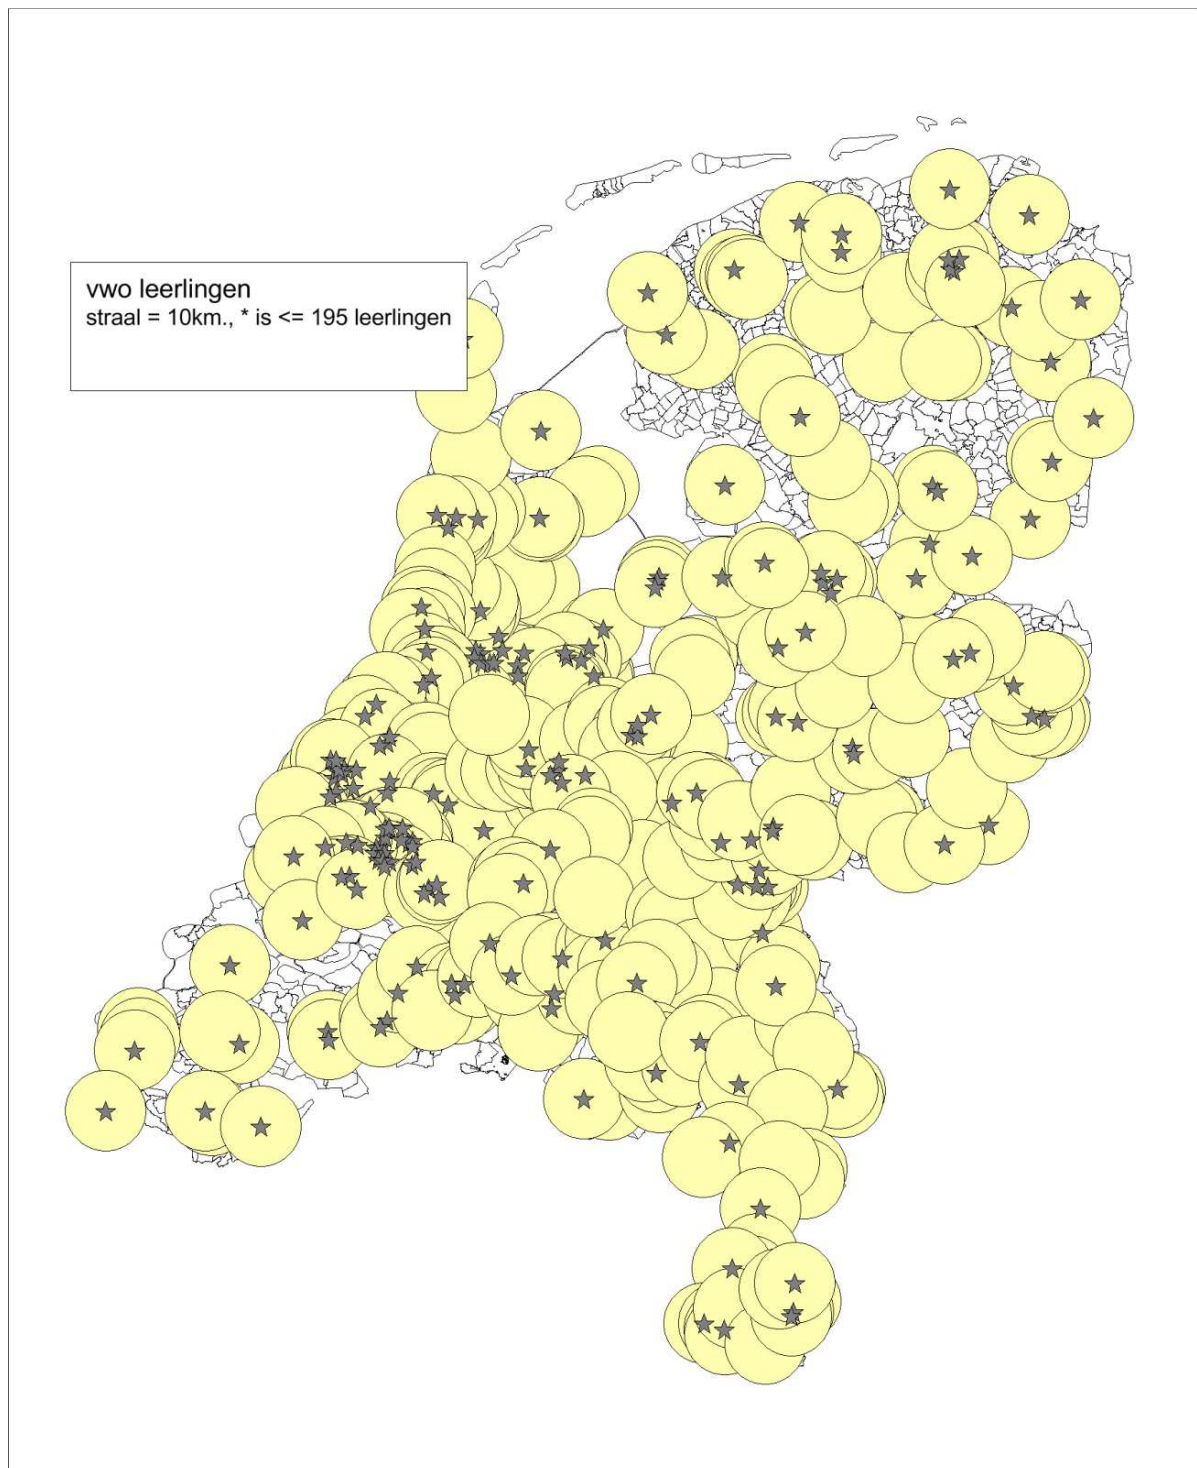 vwo leerlingen
straal = 10km., * is <= 195 leerlingen